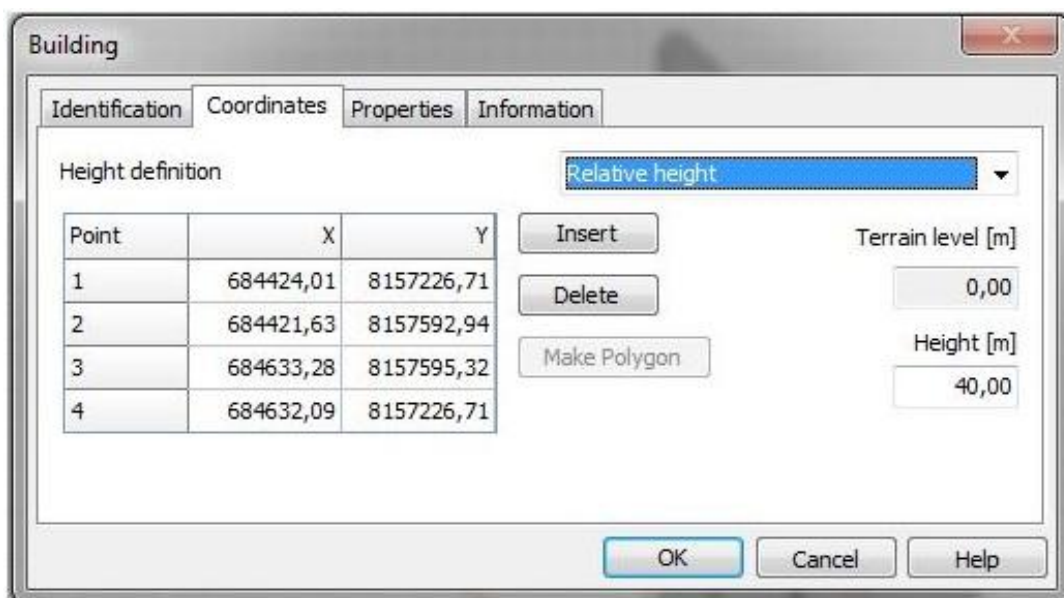 Building
Identification Coordinates Properties Information
Height definition Relative height
Point X Y Insert Terrain level [m]
1 684424,01 8157226,71 0,00
2 684421,63 8157592,94 Delete
3 684633,28 8157595,32 Make Polygon Height [m]
4 684632,09 8157226,71 40,00
OK Cancel Help